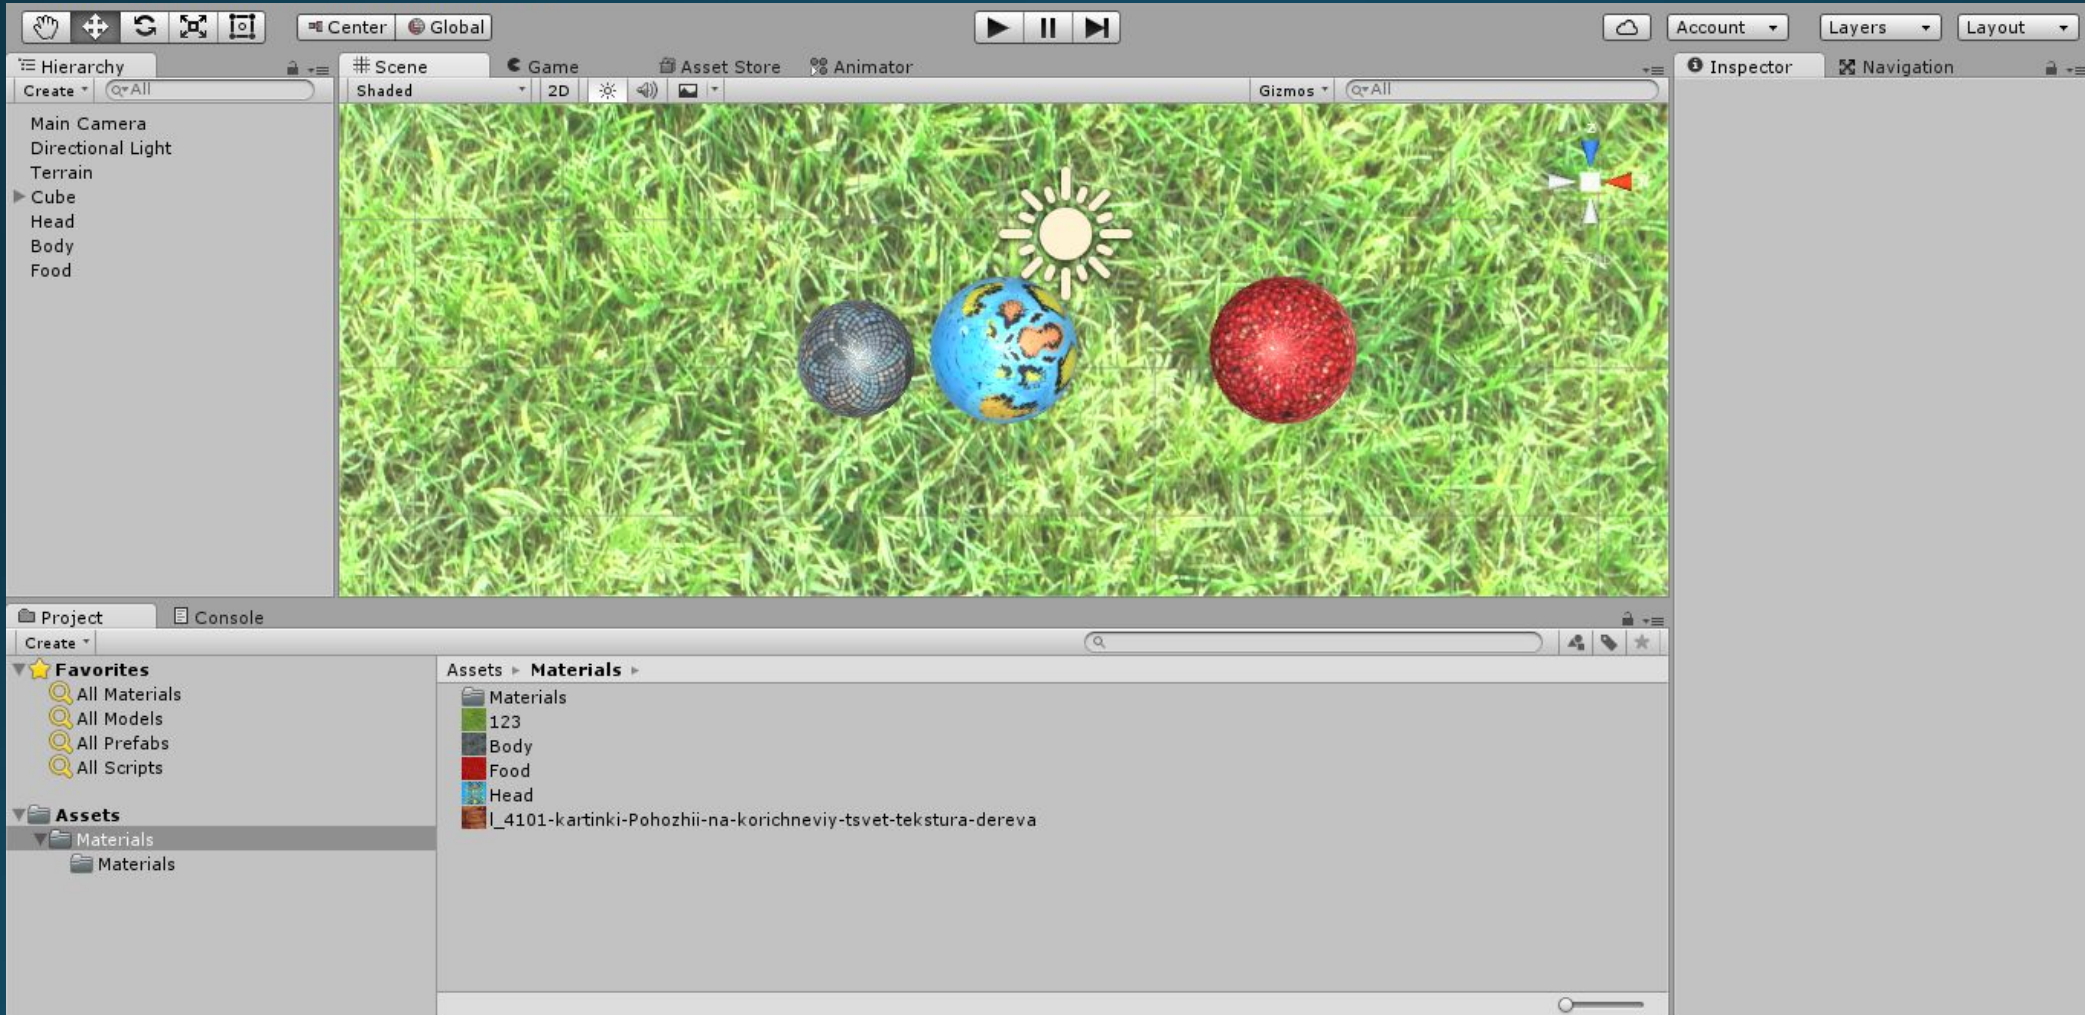 Center Global Account Layers Layout
Hierarchy
Create All
Main Camera
Directional Light
Terrain
Cube
Head
Body
Food
Scene Game Asset Store Animator
Shaded 2D Gizmos All
Inspector Navigation
Project Console
Create
Favorites
All Materials
All Models
All Prefabs
All Scripts
Assets
Materials
Materials
Assets Materials
Materials
123
Body
Food
Head
l_4101-kartinki-Pohozhii-na-korichneviy-tsvet-tekstura-dereva